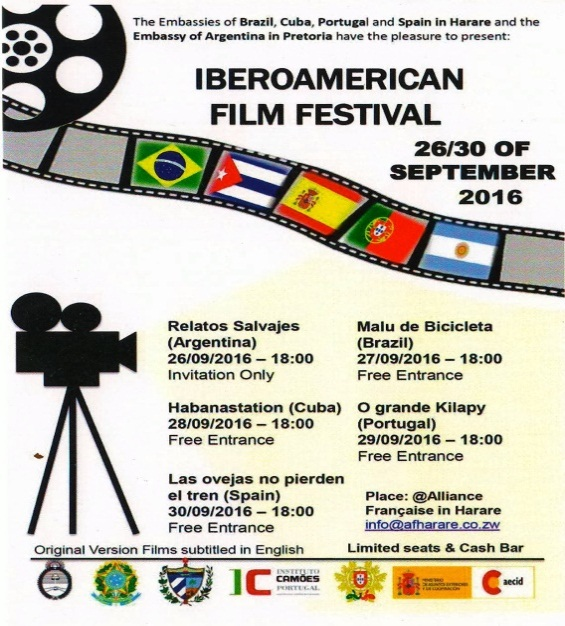 The Embassies of Brazil, Cuba, Portugal and Spain in Harare and the
Embassy of Argentina in Pretoria have the pleasure to present:
IBEROAMERICAN
FILM FESTIVAL
26/30 OF
SEPTEMBER
2016
Relatos Salvajes
(Argentina)
26/09/2016 – 18:00
Invitation Only
Malu de Bicicleta
(Brazil)
27/09/2016 – 18:00
Free Entrance
Habanastation (Cuba)
28/09/2016 – 18:00
Free Entrance
O grande Kilapy
(Portugal)
29/09/2016 – 18:00
Free Entrance
Las ovejas no pierden
el tren (Spain)
30/09/2016 – 18:00
Free Entrance
Place: @Alliance
Française in Harare
info@afharare.co.zw
Original Version Films subtitled in English
Limited seats & Cash Bar
INSTITUTO
CAMÕES
PORTUGAL
aecid